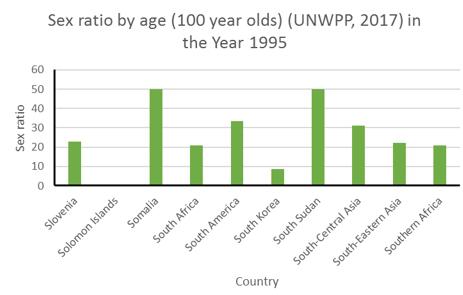 Sex ratio by age (100 year olds) (UNWPP, 2017) in
the Year 1995
60
50
40
30
20
10
0
Sex ratio
Slovenia
Solomon Islands
Somalia
South Africa
South America
South Korea
South Sudan
South-Central Asia
South-Eastern Asia
Southern Africa
Country